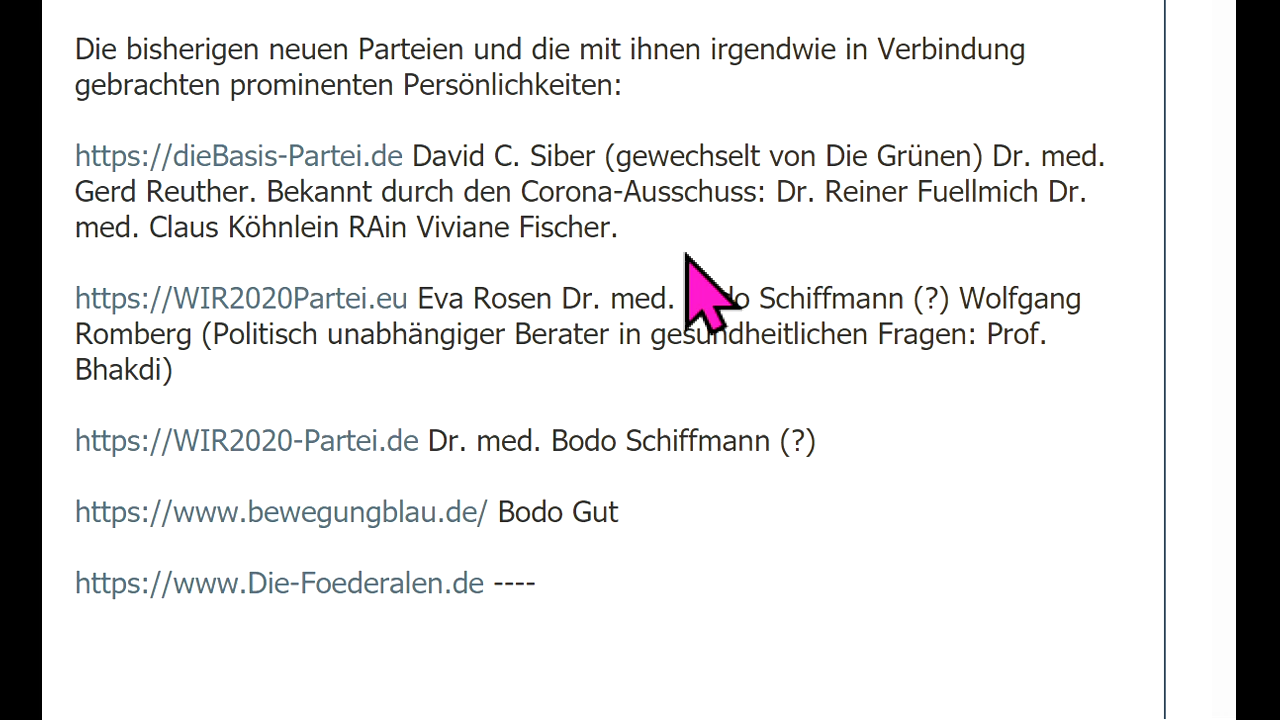 Die bisherigen neuen Parteien und die mit ihnen irgendwie in Verbindung
gebrachten prominenten Persönlichkeiten:
https://dieBasis-Partei.de David C. Siber (gewechselt von Die Grünen) Dr. med.
Gerd Reuther. Bekannt durch den Corona-Ausschuss: Dr. Reiner Fuellmich Dr.
med. Claus Köhnlein RAin Viviane Fischer.
https://WIR2020Partei.eu Eva Rosen Dr. med. Bodo Schiffmann (?) Wolfgang
Romberg (Politisch unabhängiger Berater in gesundheitlichen Fragen: Prof.
Bhakdi)
https://WIR2020-Partei.de Dr. med. Bodo Schiffmann (?)
https://www.bewegungblau.de/ Bodo Gut
https://www.Die-Foederalen.de ----